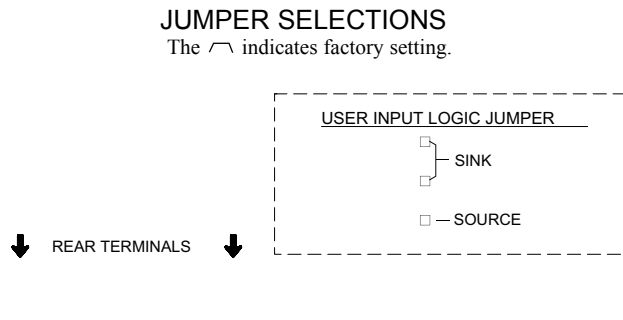 JUMPER SELECTIONS
The indicates factory setting.
USER INPUT LOGIC JUMPER
SINK
SOURCE
REAR TERMINALS